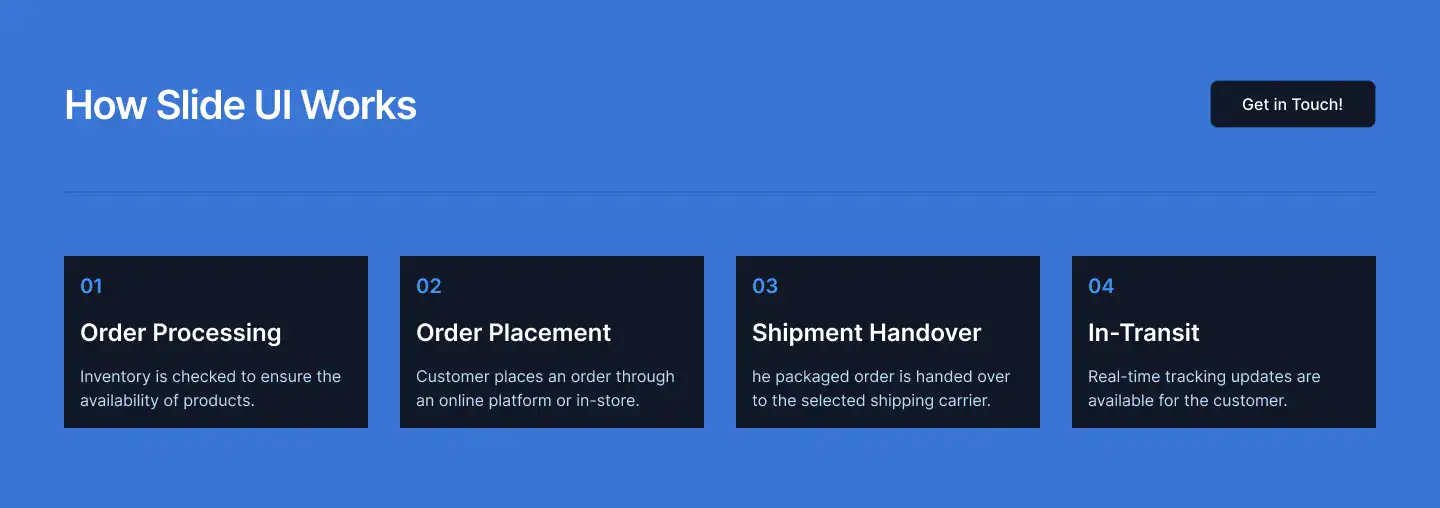 How Slide UI Works
Get in Touch!
01
Order Processing
Inventory is checked to ensure the
availability of products.
02
Order Placement
Customer places an order through
an online platform or in-store.
03
Shipment Handover
he packaged order is handed over
to the selected shipping carrier.
04
In-Transit
Real-time tracking updates are
available for the customer.